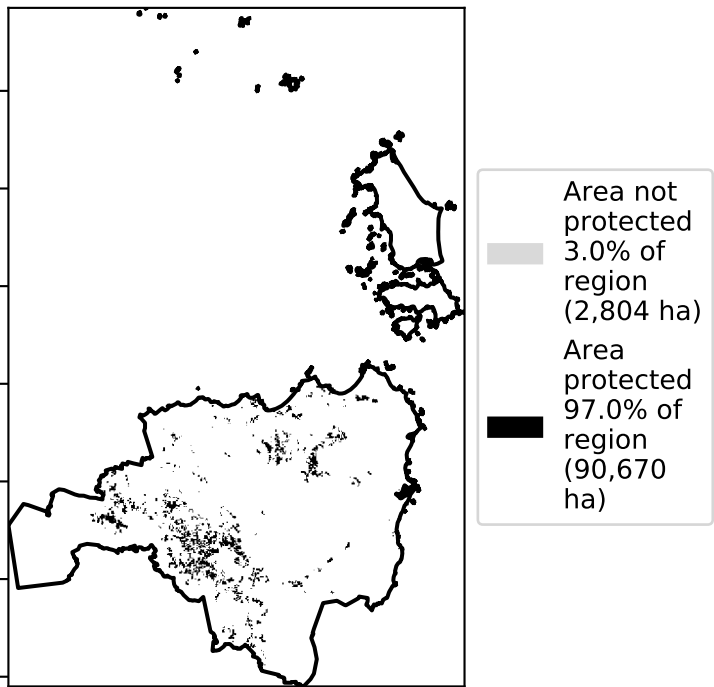 Area not
protected
3.0% of
region
(2,804 ha)
Area
protected
97.0% of
region
(90,670
ha)